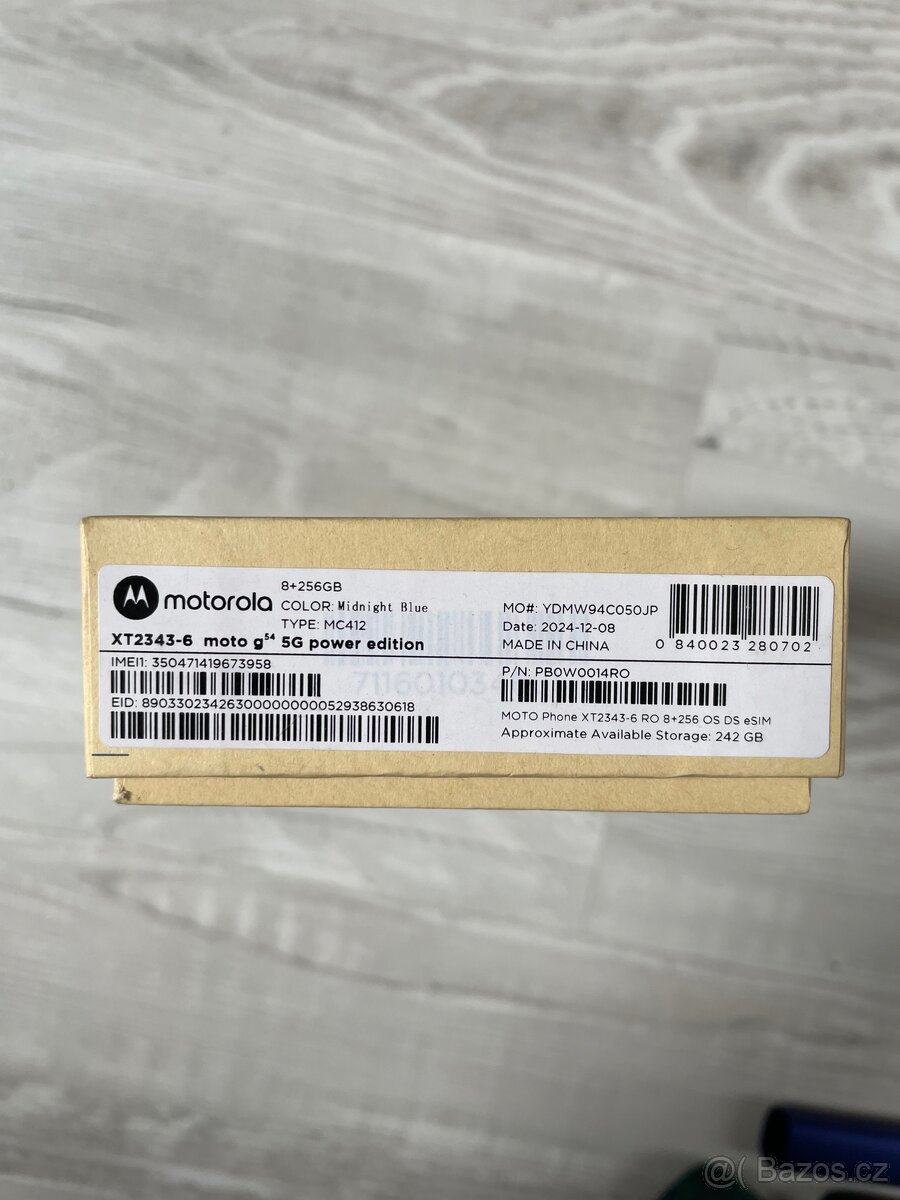 motorola
8+256GB
COLOR: Midnight Blue
TYPE: MC412
XT2343-6 moto g54 5G power edition
MO#: YDMW94C050JP
Date: 2024-12-08
MADE IN CHINA
0 840023 280702
IMEI1: 350471419673958
EID: 89033023426300000000052938630618
P/N: PB0W0014RO
MOTO Phone XT2343-6 RO 8+256 OS DS eSIM
Approximate Available Storage: 242 GB
@( Bazos.cz